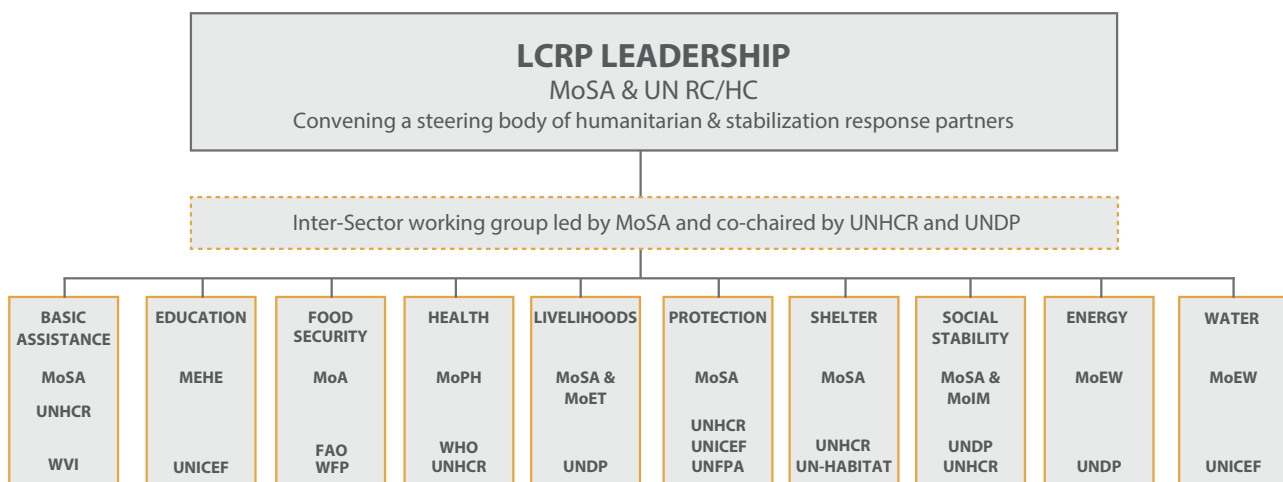 LCRP LEADERSHIP
MoSA & UN RC/HC
Convening a steering body of humanitarian & stabilization response partners
Inter-Sector working group led by MoSA and co-chaired by UNHCR and UNDP
BASIC
ASSISTANCE
MoSA
UNHCR
WVI
EDUCATION
MEHE
UNICEF
FOOD
SECURITY
MoA
FAO
WFP
HEALTH
MoPH
WHO
UNHCR
LIVELIHOODS
MoSA &
MoET
UNDP
PROTECTION
MoSA
UNHCR
UNICEF
UNFPA
SHELTER
MoSA
UNHCR
UN-HABITAT
SOCIAL
STABILITY
MoSA &
MoIM
UNDP
UNHCR
ENERGY
MoEW
UNDP
WATER
MoEW
UNICEF